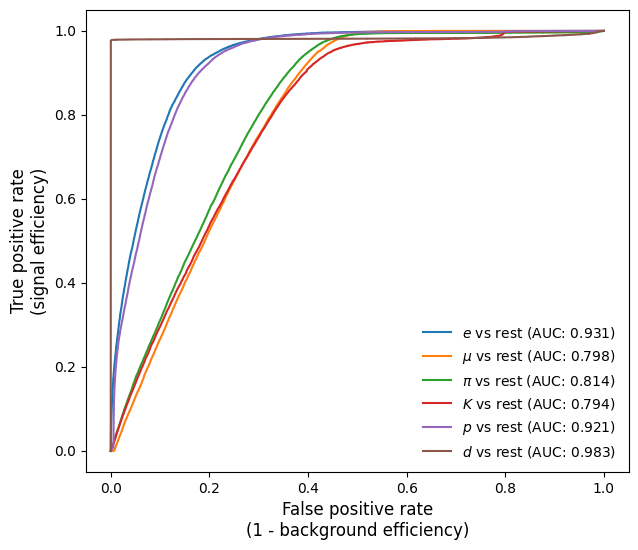 1.0
0.8
0.6
0.4
0.2
0.0
True positive rate
(signal efficiency)
e vs rest (AUC: 0.931)
μ vs rest (AUC: 0.798)
π vs rest (AUC: 0.814)
K vs rest (AUC: 0.794)
p vs rest (AUC: 0.921)
d vs rest (AUC: 0.983)
0.0 0.2 0.4 0.6 0.8 1.0
False positive rate
(1 - background efficiency)